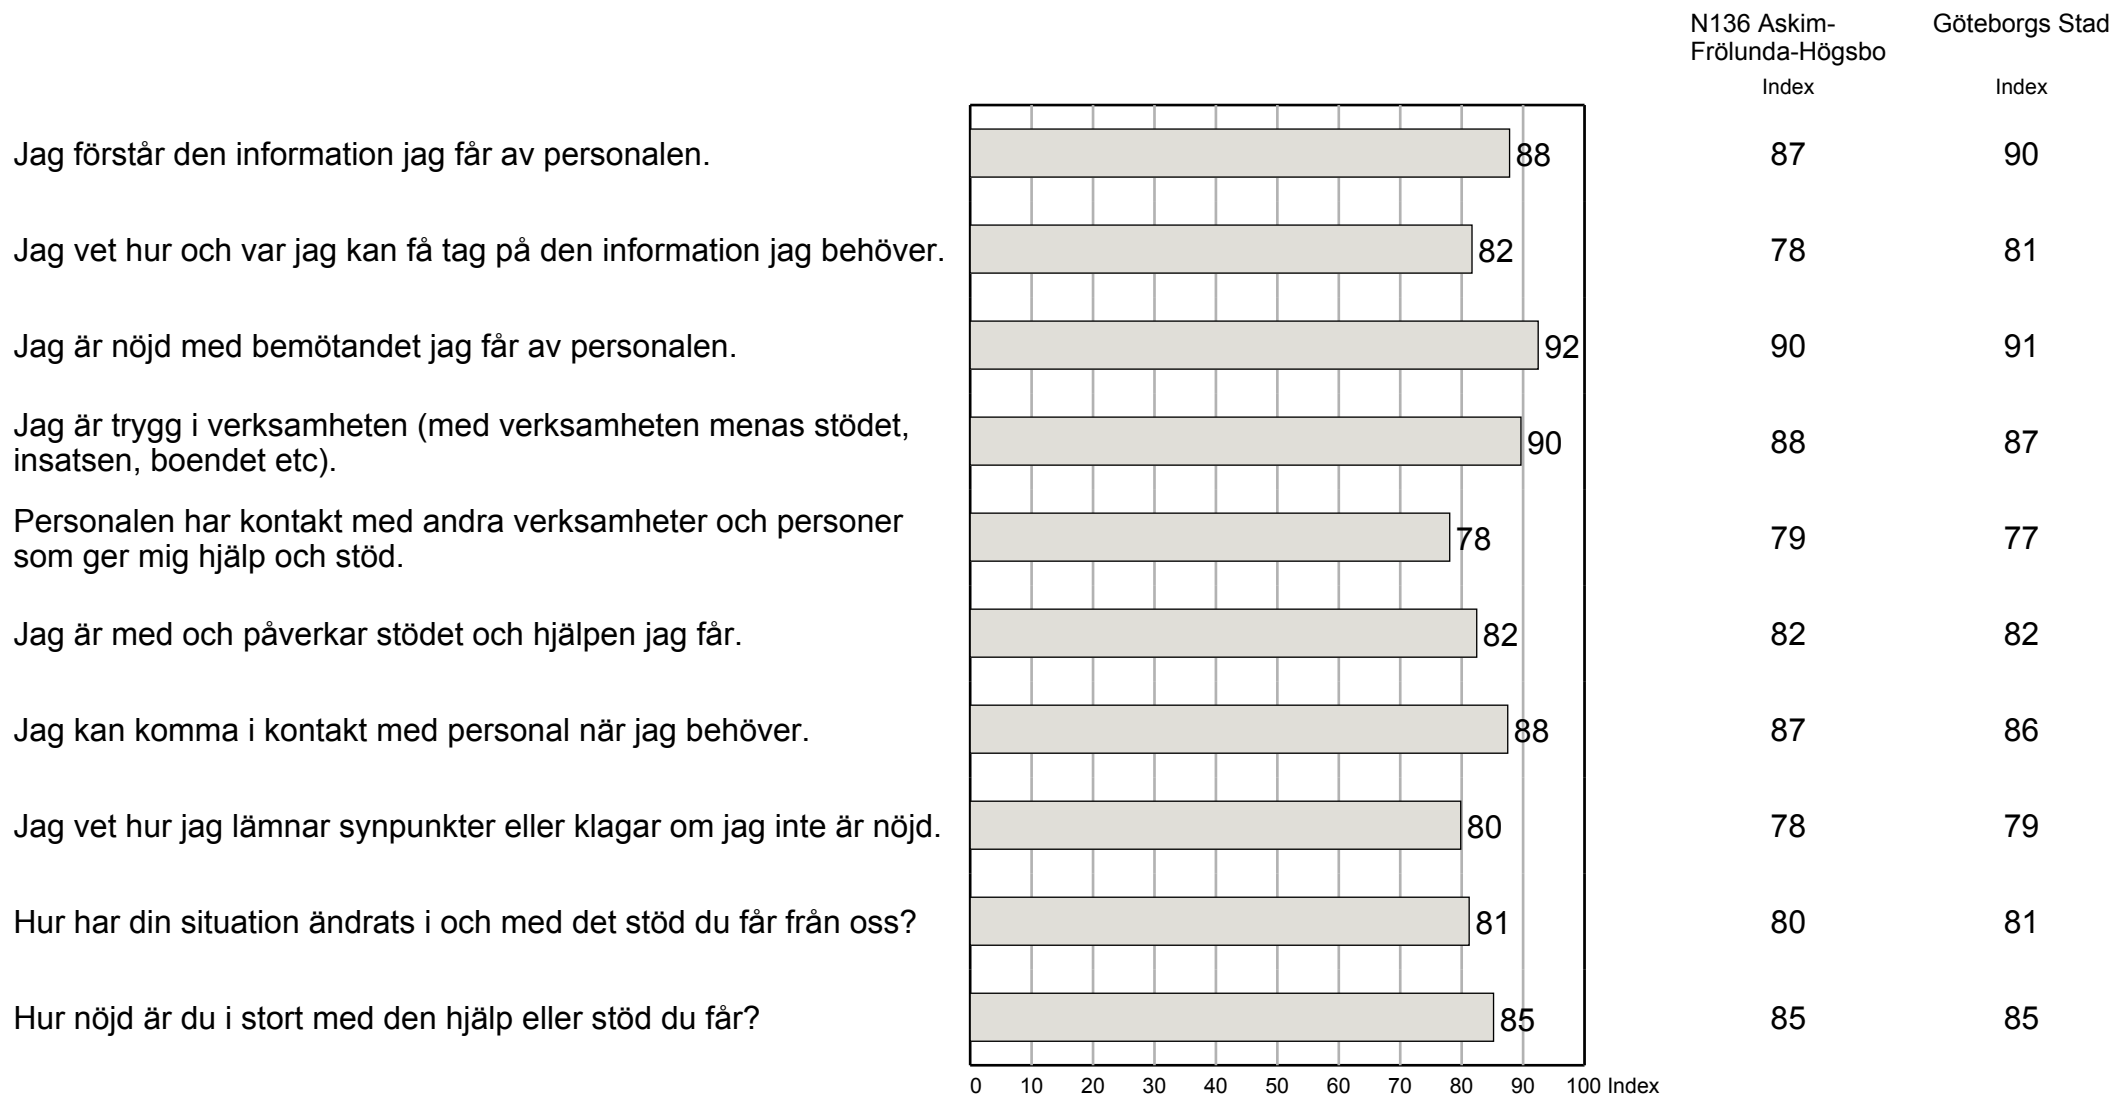 N136 Askim-
Frölunda-Högsbo
Göteborgs Stad
Index
Index
Jag förstår den information jag får av personalen.
88
87
90
Jag vet hur och var jag kan få tag på den information jag behöver.
82
78
81
Jag är nöjd med bemötandet jag får av personalen.
92
90
91
Jag är trygg i verksamheten (med verksamheten menas stödet,
insatsen, boendet etc).
90
88
87
Personalen har kontakt med andra verksamheter och personer
som ger mig hjälp och stöd.
78
79
77
Jag är med och påverkar stödet och hjälpen jag får.
82
82
82
Jag kan komma i kontakt med personal när jag behöver.
88
87
86
Jag vet hur jag lämnar synpunkter eller klagar om jag inte är nöjd.
80
78
79
Hur har din situation ändrats i och med det stöd du får från oss?
81
80
81
Hur nöjd är du i stort med den hjälp eller stöd du får?
85
85
85
0 10 20 30 40 50 60 70 80 90 100 Index